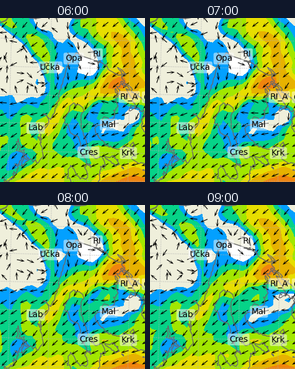 06:00 07:00
Opa RI Opa RI
Učka Učka
RI_A RI_A
Lab Mal Lab Mal
Cres Krk Cres Krk
08:00 09:00
Opa RI Opa RI
Učka Učka
RI_A RI_A
Lab Mal Lab Mal
Cres Krk Cres Krk